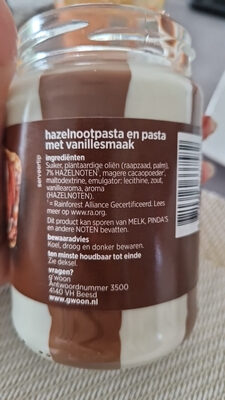 hazelnootpasta en pasta
met vanillesmaak
ingrediënten
Suiker, plantaardige oliën (raapzaad, palm),
7% HAZELNOTEN¹, magere cacaopoeder¹,
maltodextrine, emulgator: lecithine, zout,
vanillearoma, aroma
(HAZELNOTEN).
¹ = Rainforest Alliance Gecertificeerd. Lees
meer op www.ra.org.
Dit product kan sporen van MELK, PINDA'S
en andere NOTEN bevatten.
bewaaradvies
Koel, droog en donker bewaren.
ten minste houdbaar tot einde
Zie deksel.
vragen?
g'woon
Antwoordnummer 3500
4140 VH Beesd
www.gwoon.nl
serveertip